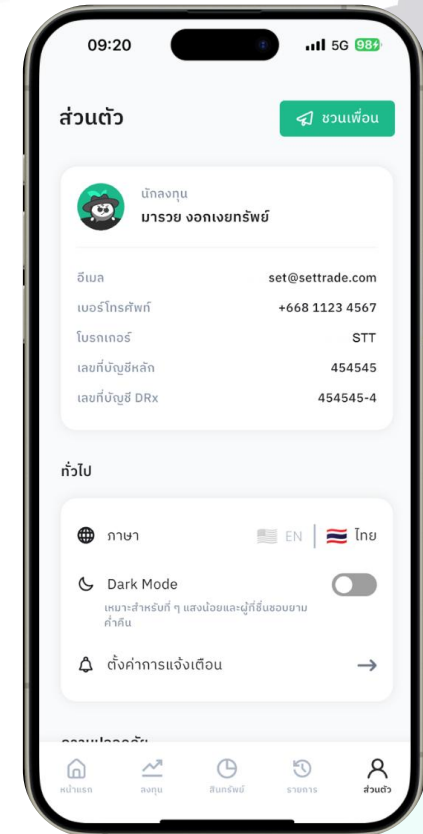 09:20
5G 98
ส่วนตัว
ชวนเพื่อน
นักลงทุน
มารวย งอกเงยทรัพย์
อีเมล set@settrade.com
เบอร์โทรศัพท์ +668 1123 4567
โบรกเกอร์ STT
เลขที่บัญชีหลัก 454545
เลขที่บัญชี DRx 454545-4
ทั่วไป
ภาษา EN ไทย
Dark Mode
เหมาะสำหรับที่ ๆ แสงน้อยและผู้ที่ชื่นชอบยาม
ค่ำคืน
ตั้งค่าการแจ้งเตือน
หน้าแรก ลงทุน สินทรัพย์ รายการ ส่วนตัว